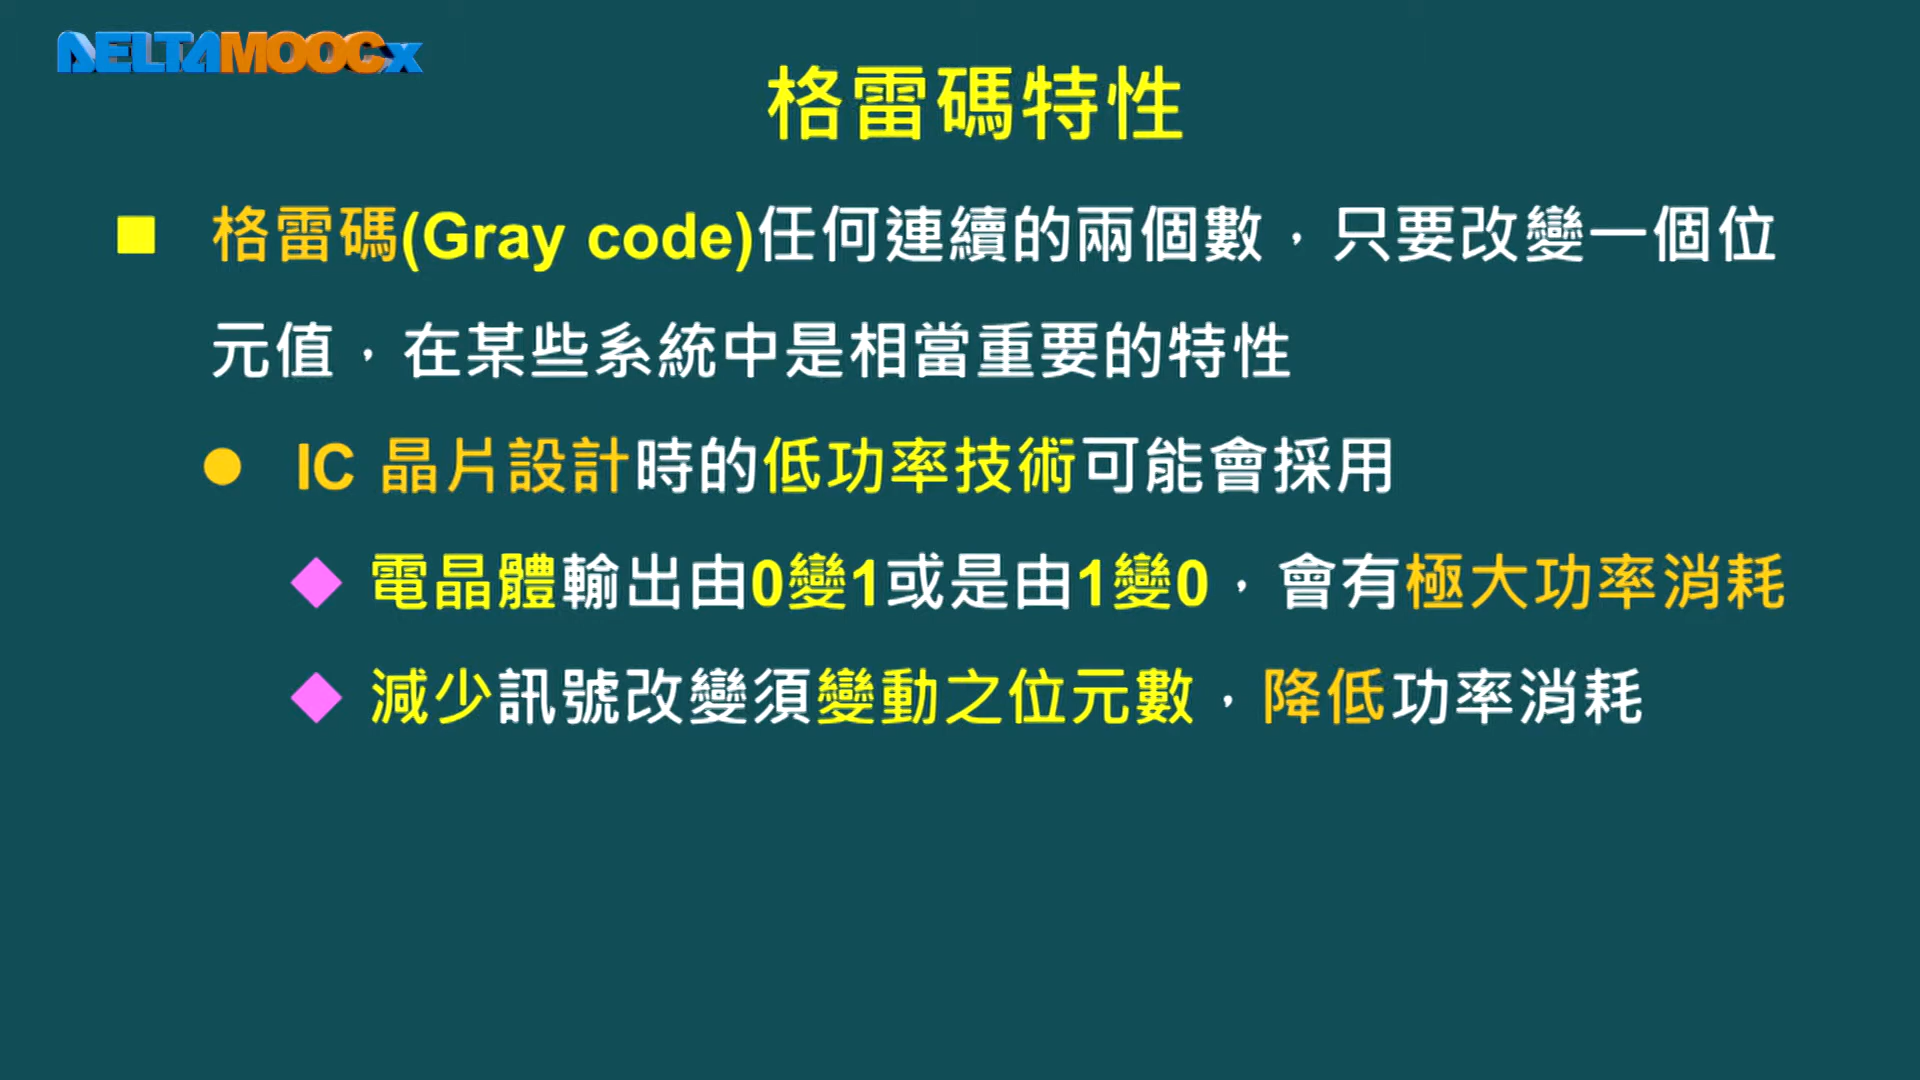 DELTAMOOCx
格雷碼特性
格雷碼(Gray code)任何連續的兩個數，只要改變一個位
元值，在某些系統中是相當重要的特性
IC 晶片設計時的低功率技術可能會採用
電晶體輸出由0變1或是由1變0，會有極大功率消耗
減少訊號改變須變動之位元數，降低功率消耗